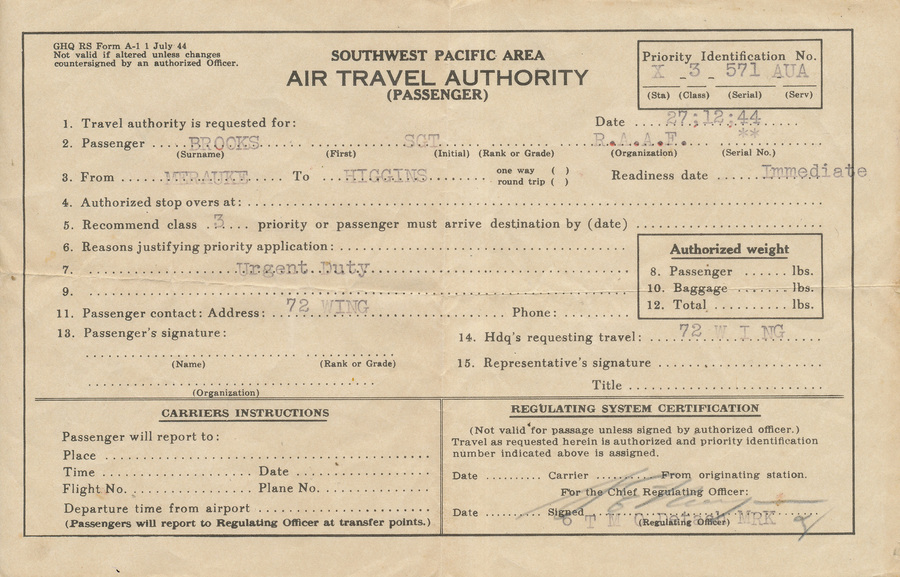 GHQ RS Form A-1 1 July 44
Not valid if altered unless changes
countersigned by an authorized Officer.
SOUTHWEST PACIFIC AREA
AIR TRAVEL AUTHORITY
(PASSENGER)
Priority Identification No.
X 3 571 AUA
(Sta) (Class) (Serial) (Serv)
1. Travel authority is requested for: Date 27:12:44
2. Passenger BROOKS SGT R.A.A.F. **
(Surname) (First) (Initial) (Rank or Grade) (Organization) (Serial No.)
3. From MERAUKE To HIGGINS one way ( ) round trip ( ) Readiness date Immediate
4. Authorized stop overs at:
5. Recommend class 3 priority or passenger must arrive destination by (date)
6. Reasons justifying priority application:
7. Urgent Duty
9.
Authorized weight
8. Passenger ...... lbs.
10. Baggage ...... lbs.
12. Total ...... lbs.
11. Passenger contact: Address: 72 WING Phone:
13. Passenger's signature:
(Name) (Rank or Grade)
(Organization)
14. Hdq's requesting travel: 72 W I NG
15. Representative's signature
Title
CARRIERS INSTRUCTIONS
Passenger will report to:
Place
Time Date
Flight No. Plane No.
Departure time from airport
(Passengers will report to Regulating Officer at transfer points.)
REGULATING SYSTEM CERTIFICATION
(Not valid for passage unless signed by authorized officer.)
Travel as requested herein is authorized and priority identification
number indicated above is assigned.
Date Carrier From originating station.
For the Chief Regulating Officer:
Date Signed
6 T M C Detach MRK
(Regulating Officer)